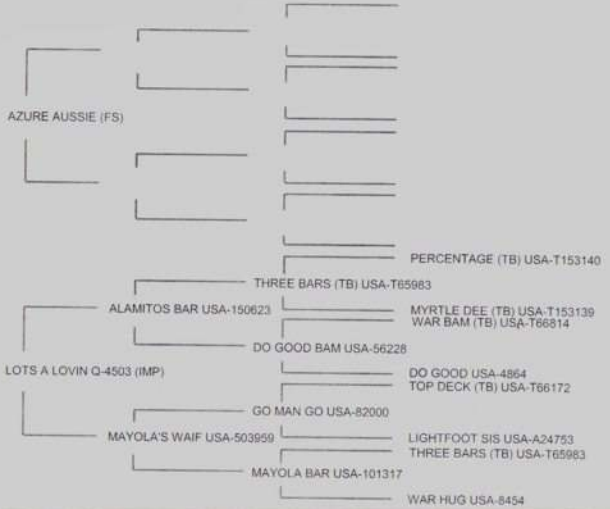 AZURE AUSSIE (FS)
PERCENTAGE (TB) USA-T153140
THREE BARS (TB) USA-T65983
ALAMITOS BAR USA-150623
MYRTLE DEE (TB) USA-T153139
WAR BAM (TB) USA-T66814
DO GOOD BAM USA-56228
LOTS A LOVIN Q-4503 (IMP)
DO GOOD USA-4864
TOP DECK (TB) USA-T66172
GO MAN GO USA-82000
MAYOLA'S WAIF USA-503959
LIGHTFOOT SIS USA-A24753
THREE BARS (TB) USA-T65983
MAYOLA BAR USA-101317
WAR HUG USA-8454